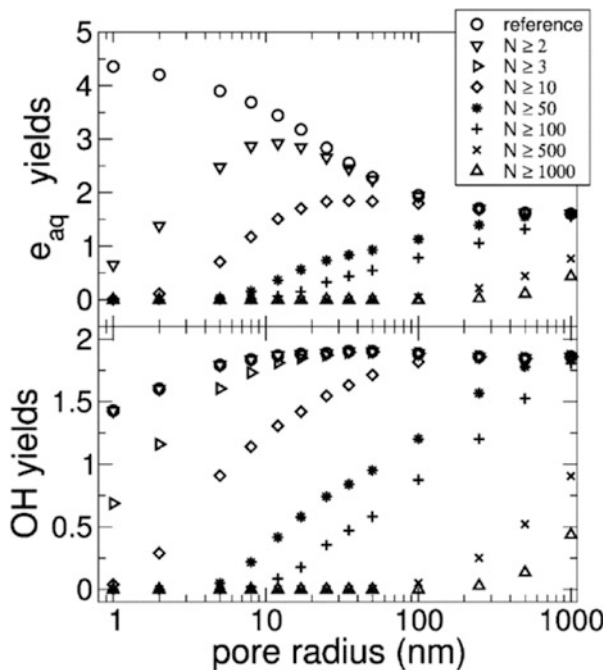 reference
N ≥ 2
N ≥ 3
N ≥ 10
N ≥ 50
N ≥ 100
N ≥ 500
N ≥ 1000
5
4
3
2
1
0
e_aq yields
2
1.5
1
0.5
0
OH yields
1 10 100 1000
pore radius (nm)